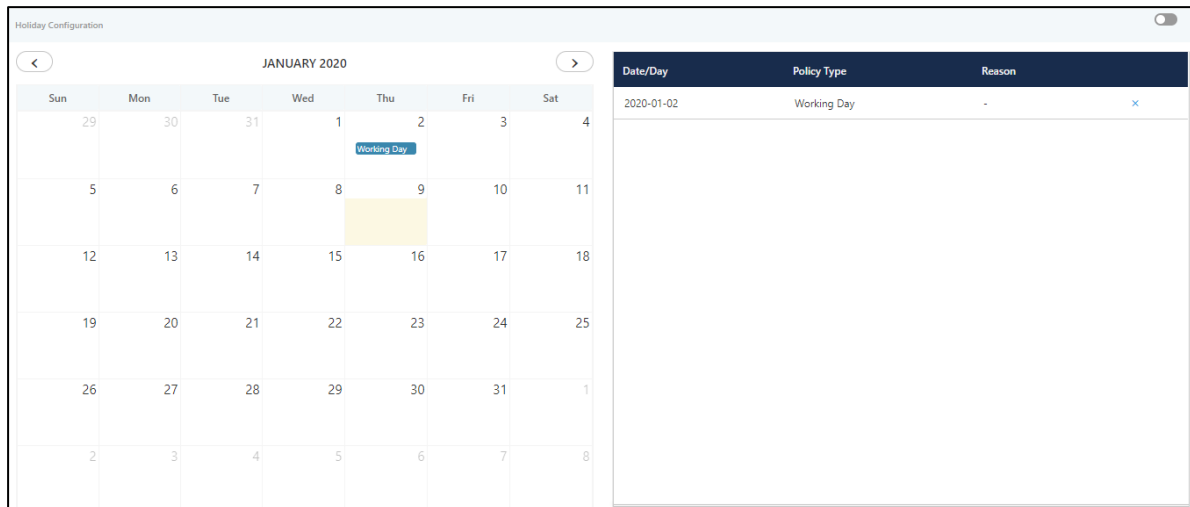 Holiday Configuration
JANUARY 2020
Sun Mon Tue Wed Thu Fri Sat
29 30 31 1 2 3 4
Working Day
5 6 7 8 9 10 11
12 13 14 15 16 17 18
19 20 21 22 23 24 25
26 27 28 29 30 31 1
2 3 4 5 6 7 8
Date/Day Policy Type Reason
2020-01-02 Working Day - ×